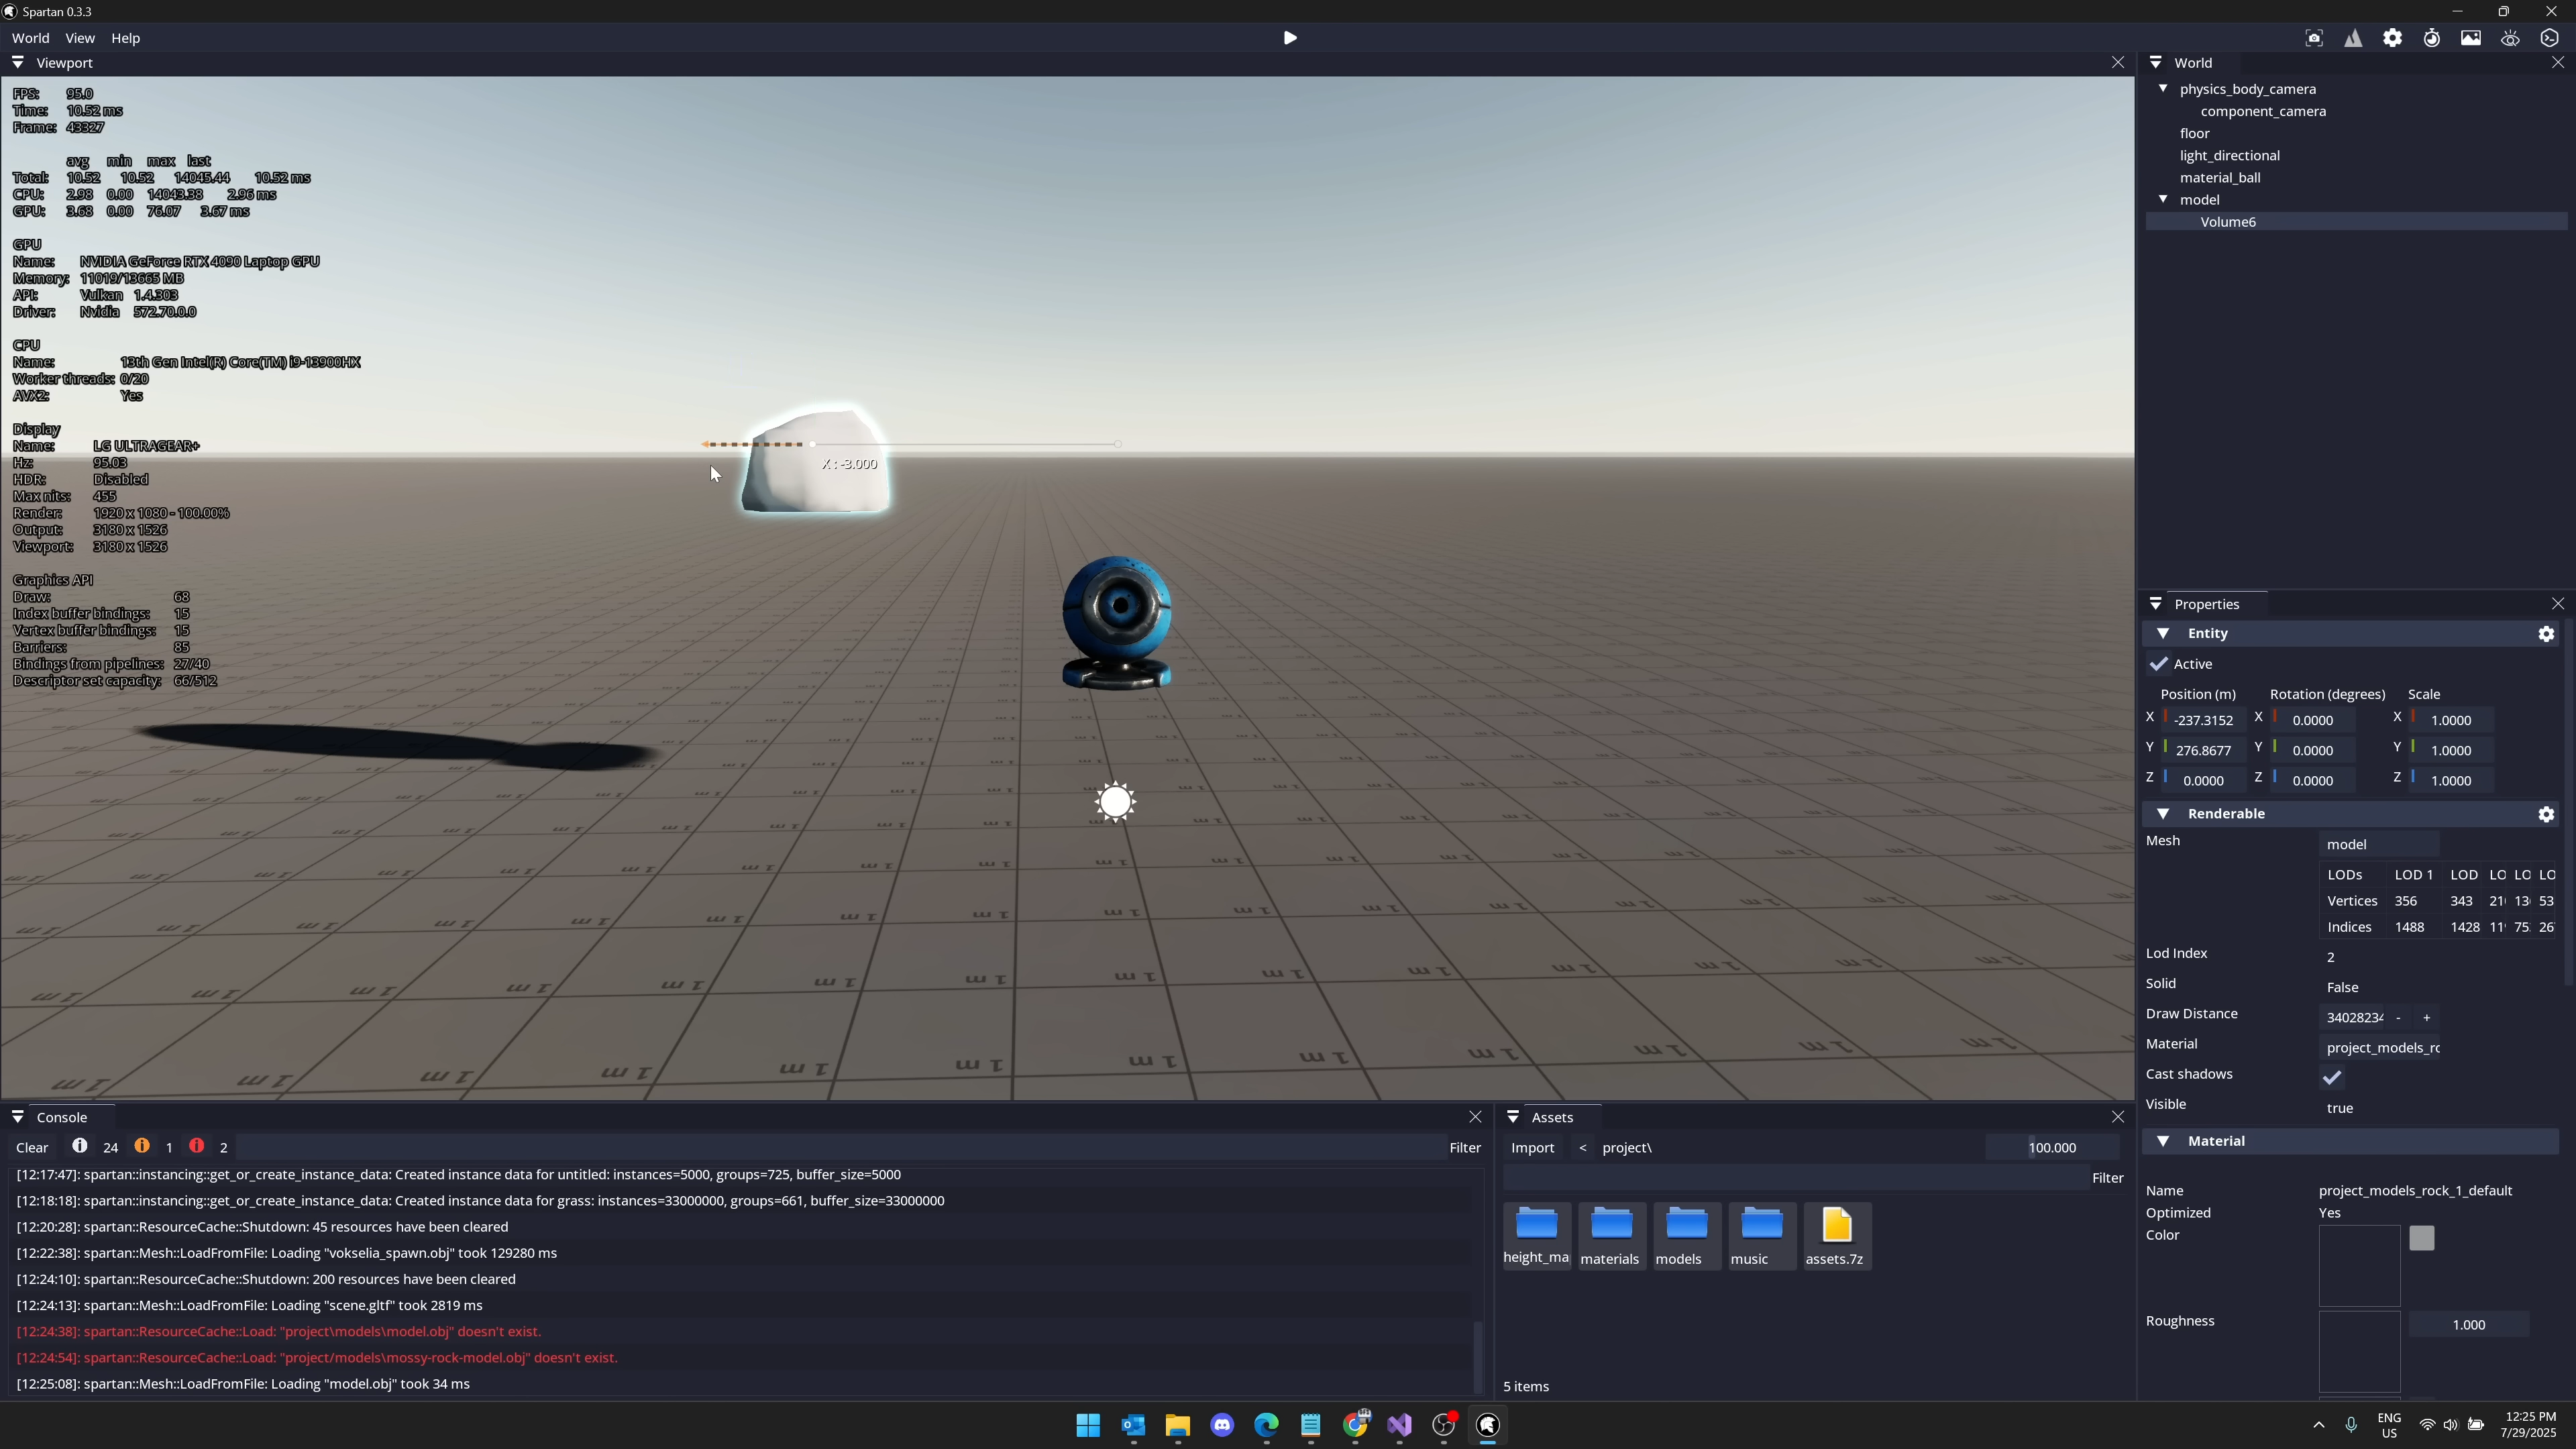 Spartan 0.3.3
World View Help
Viewport
FPS: 95.0
Time: 10.52 ms
Frame: 43327
avg min max last
Total: 10.52 10.52 14045.44 10.52 ms
CPU: 2.98 0.00 14043.38 2.96 ms
GPU: 3.68 0.00 76.07 3.67 ms
GPU
Name: NVIDIA GeForce RTX 4090 Laptop GPU
Memory: 11019/13665 MB
API: Vulkan 1.4.303
Driver: Nvidia 572.70.0.0
CPU
Name: 13th Gen Intel(R) Core(TM) i9-13900HX
Worker threads: 0/20
AVX2: Yes
Display
Name: LG ULTRAGEAR+
Hz: 95.03
HDR: Disabled
Max nits: 455
Render: 1920 x 1080 - 100.00%
Output: 3180 x 1526
Viewport: 3180 x 1526
Graphics API
Draw: 68
Index buffer bindings: 15
Vertex buffer bindings: 15
Barriers: 85
Bindings from pipelines: 27/40
Descriptor set capacity: 66/512
X : -3.000
World
physics_body_camera
component_camera
floor
light_directional
material_ball
model
Volume6
Properties
Entity
Active
Position (m) Rotation (degrees) Scale
X -237.3152 X 0.0000 X 1.0000
Y 276.8677 Y 0.0000 Y 1.0000
Z 0.0000 Z 0.0000 Z 1.0000
Renderable
Mesh model
LODs LOD 1 LOD LO LO LO
Vertices 356 343 21 13 53
Indices 1488 1428 11 75 26
Lod Index 2
Solid False
Draw Distance 34028234 - +
Material project_models_ro
Cast shadows
Visible true
Material
Name project_models_rock_1_default
Optimized Yes
Color
Roughness 1.000
Console
Clear 24 1 2 Filter
[12:17:47]: spartan::instancing::get_or_create_instance_data: Created instance data for untitled: instances=5000, groups=725, buffer_size=5000
[12:18:18]: spartan::instancing::get_or_create_instance_data: Created instance data for grass: instances=33000000, groups=661, buffer_size=33000000
[12:20:28]: spartan::ResourceCache::Shutdown: 45 resources have been cleared
[12:22:38]: spartan::Mesh::LoadFromFile: Loading "vokselia_spawn.obj" took 129280 ms
[12:24:10]: spartan::ResourceCache::Shutdown: 200 resources have been cleared
[12:24:13]: spartan::Mesh::LoadFromFile: Loading "scene.gltf" took 2819 ms
[12:24:38]: spartan::ResourceCache::Load: "project\models\model.obj" doesn't exist.
[12:24:54]: spartan::ResourceCache::Load: "project/models\mossy-rock-model.obj" doesn't exist.
[12:25:08]: spartan::Mesh::LoadFromFile: Loading "model.obj" took 34 ms
Assets
Import < project\ 100.000
Filter
height_ma materials models music assets.7z
5 items
ENG
US
12:25 PM
7/29/2025